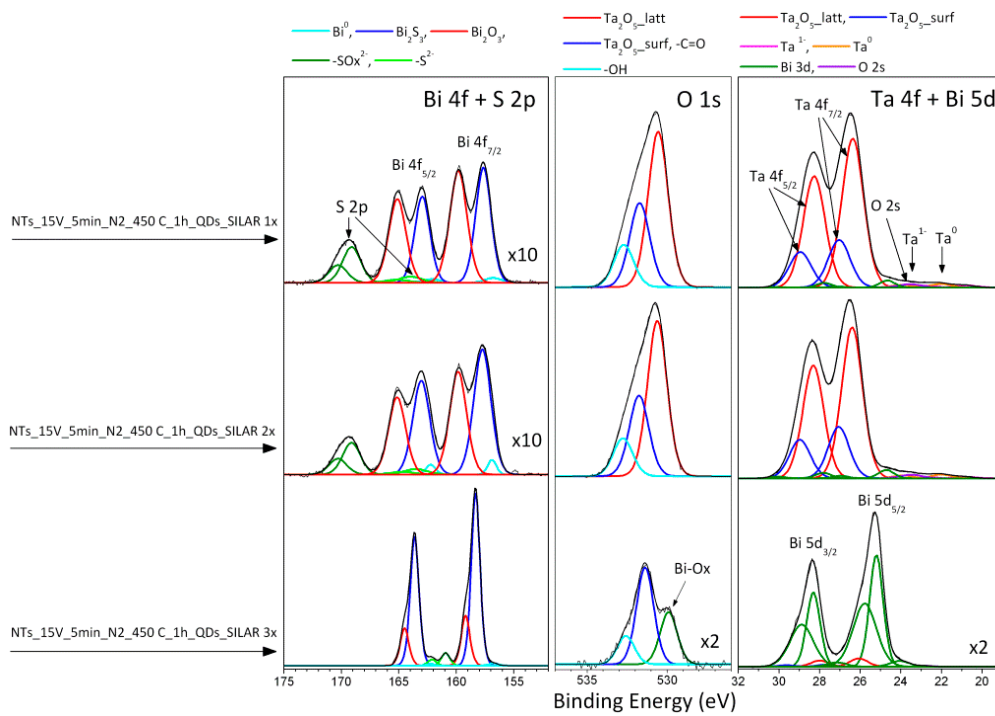 Bi⁰, Bi₂S₃, Bi₂O₃,
-SOx²⁻, -S²⁻
Ta₂O₅_latt
Ta₂O₅_surf, -C=O
-OH
Ta₂O₅_latt, Ta₂O₅_surf
Ta¹⁻, Ta⁰
Bi 3d, O 2s
Bi 4f + S 2p
O 1s
Ta 4f + Bi 5d
Bi 4f₇/₂
Bi 4f₅/₂
S 2p
x10
Ta 4f₇/₂
Ta 4f₅/₂
O 2s
Ta¹⁻
Ta⁰
NTs_15V_5min_N2_450 C_1h_QDs_SILAR 1x
NTs_15V_5min_N2_450 C_1h_QDs_SILAR 2x
x10
NTs_15V_5min_N2_450 C_1h_QDs_SILAR 3x
Bi-Ox
x2
Bi 5d₅/₂
Bi 5d₃/₂
x2
175 170 165 160 155
535 530
32 30 28 26 24 22 20
Binding Energy (eV)